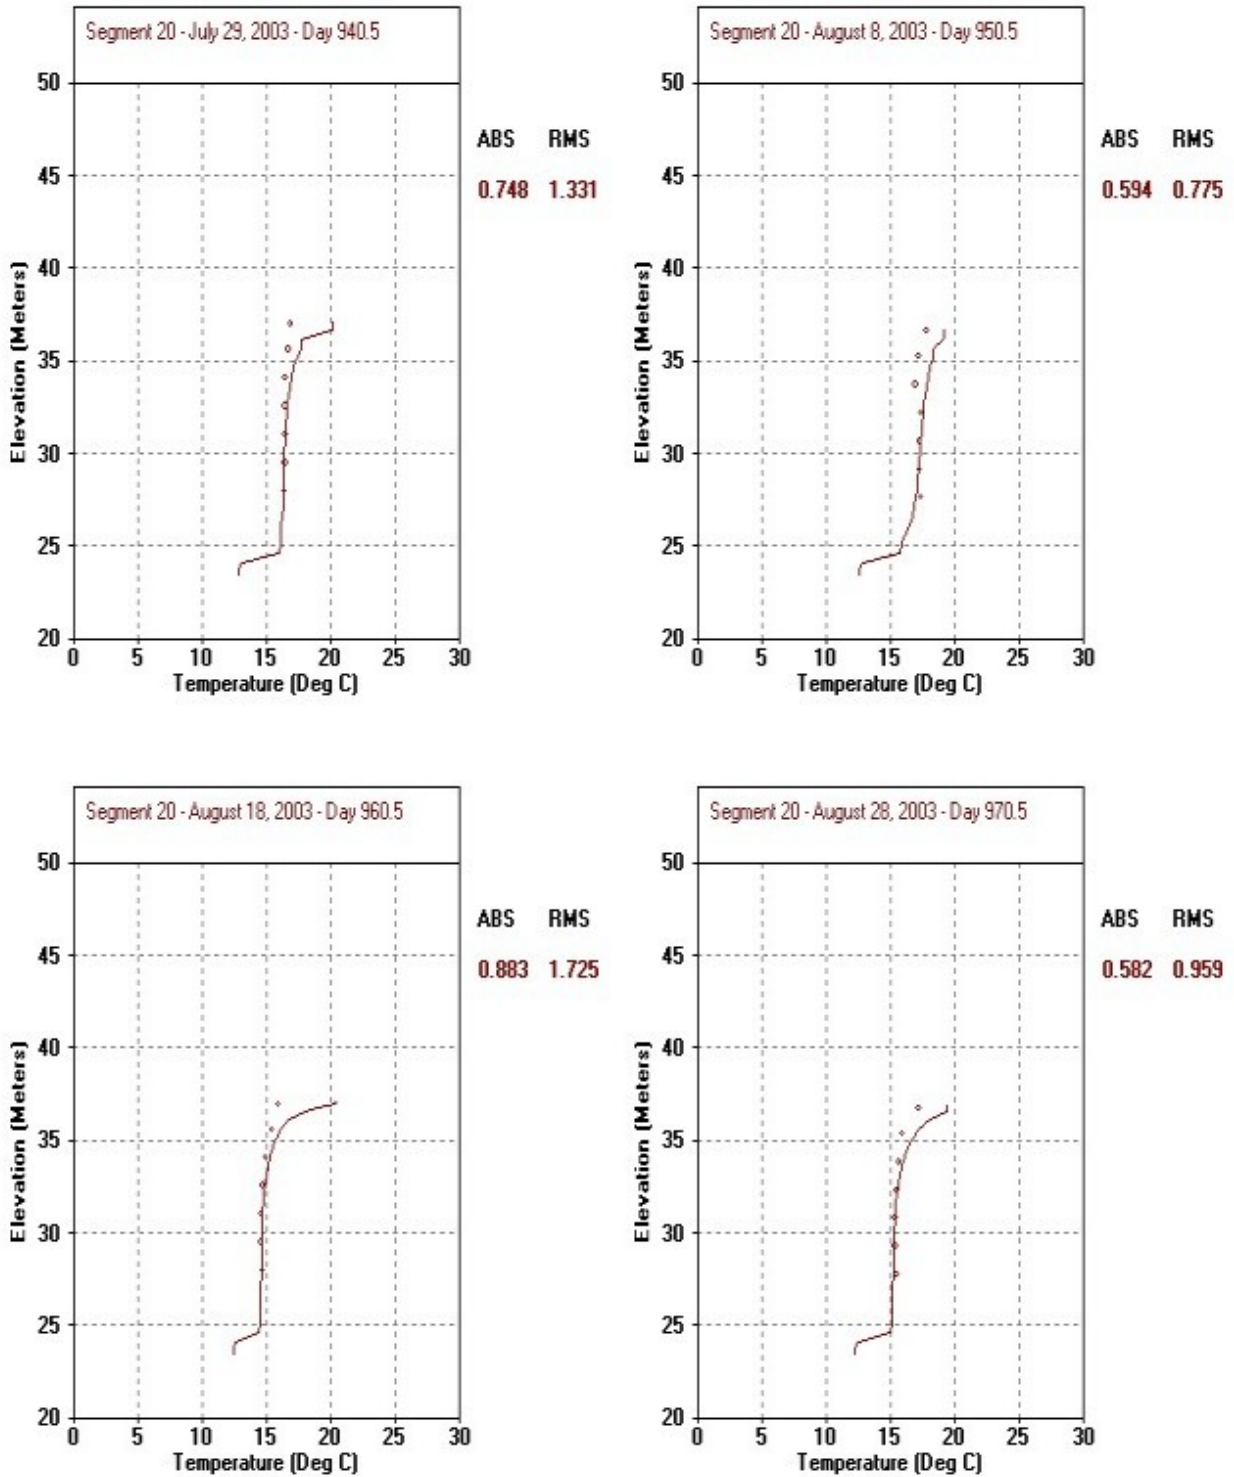 Segment 20 - July 29, 2003 - Day 940.5
50
45
40
35
30
25
20
Elevation (Meters)
0 5 10 15 20 25 30
Temperature (Deg C)
ABS RMS
0.748 1.331
Segment 20 - August 8, 2003 - Day 950.5
50
45
40
35
30
25
20
Elevation (Meters)
0 5 10 15 20 25 30
Temperature (Deg C)
ABS RMS
0.594 0.775
Segment 20 - August 18, 2003 - Day 960.5
50
45
40
35
30
25
20
Elevation (Meters)
0 5 10 15 20 25 30
Temperature (Deg C)
ABS RMS
0.883 1.725
Segment 20 - August 28, 2003 - Day 970.5
50
45
40
35
30
25
20
Elevation (Meters)
0 5 10 15 20 25 30
Temperature (Deg C)
ABS RMS
0.582 0.959